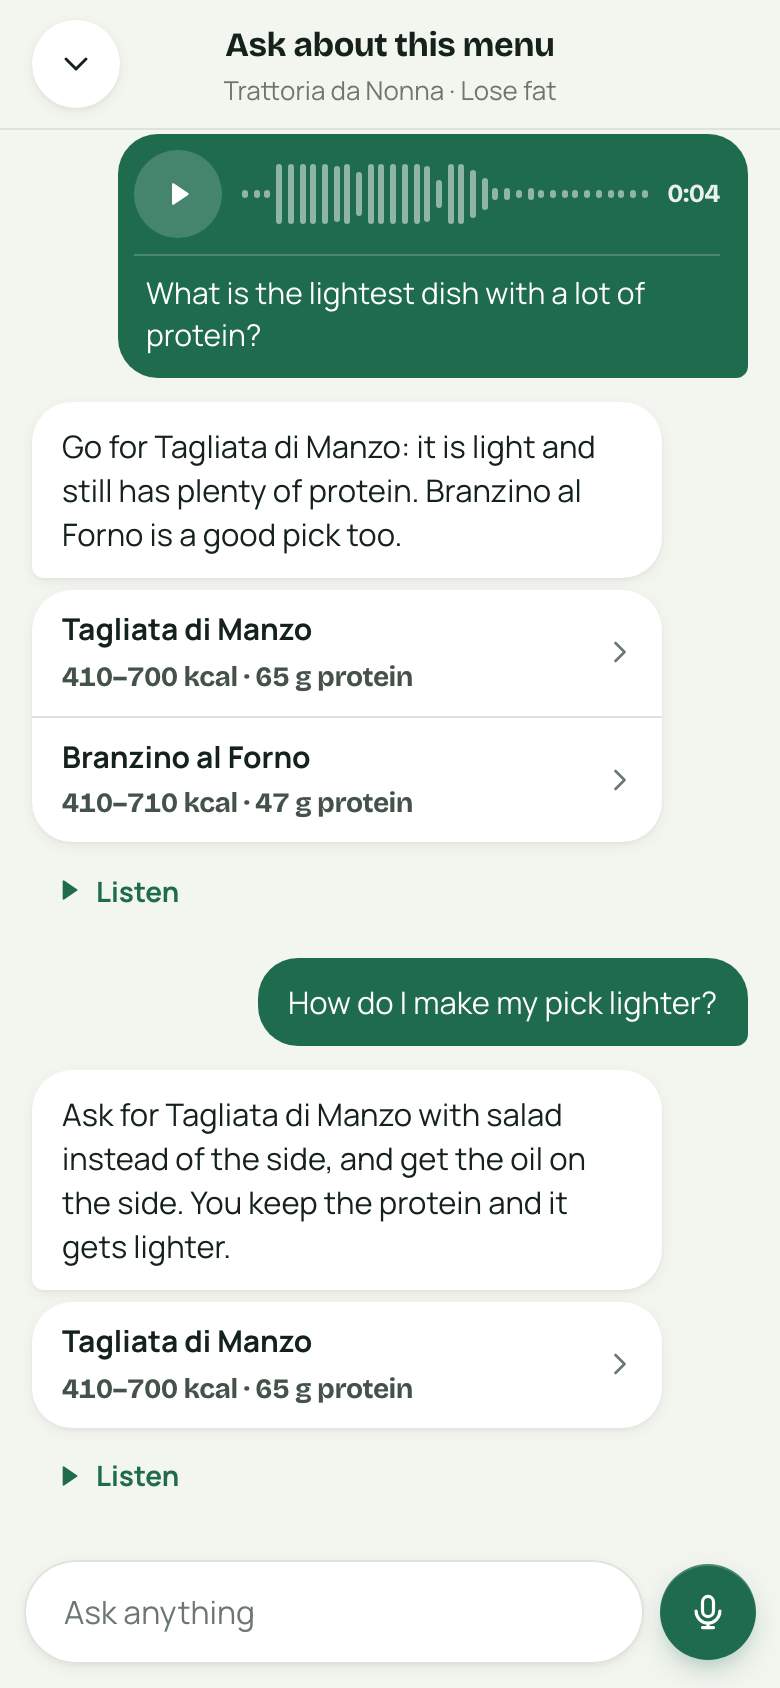 Ask about this menu
Trattoria da Nonna · Lose fat
0:04
What is the lightest dish with a lot of
protein?
Go for Tagliata di Manzo: it is light and
still has plenty of protein. Branzino al
Forno is a good pick too.
Tagliata di Manzo
410–700 kcal · 65 g protein
Branzino al Forno
410–710 kcal · 47 g protein
Listen
How do I make my pick lighter?
Ask for Tagliata di Manzo with salad
instead of the side, and get the oil on
the side. You keep the protein and it
gets lighter.
Tagliata di Manzo
410–700 kcal · 65 g protein
Listen
Ask anything